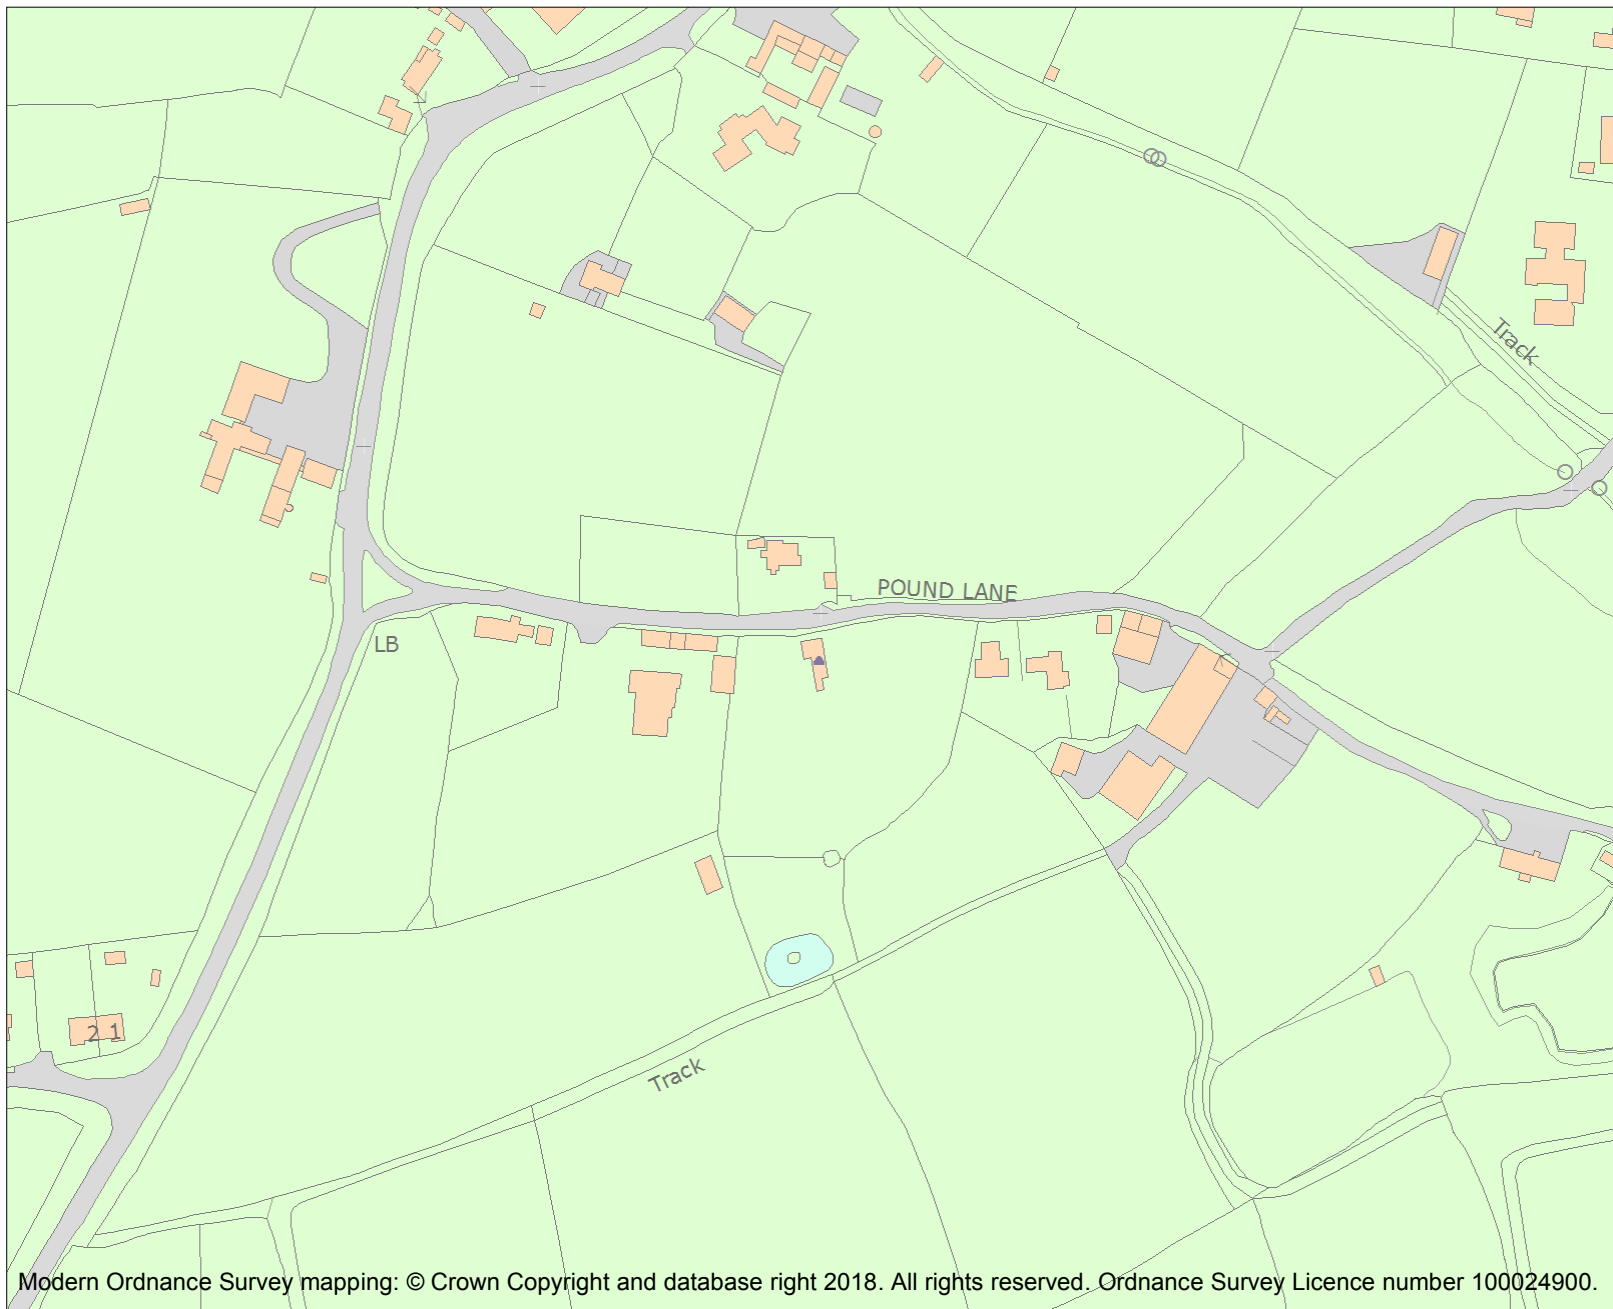 Track
POUND LANE
LB
2 1
Track
Modern Ordnance Survey mapping: © Crown Copyright and database right 2018. All rights reserved. Ordnance Survey Licence number 100024900.